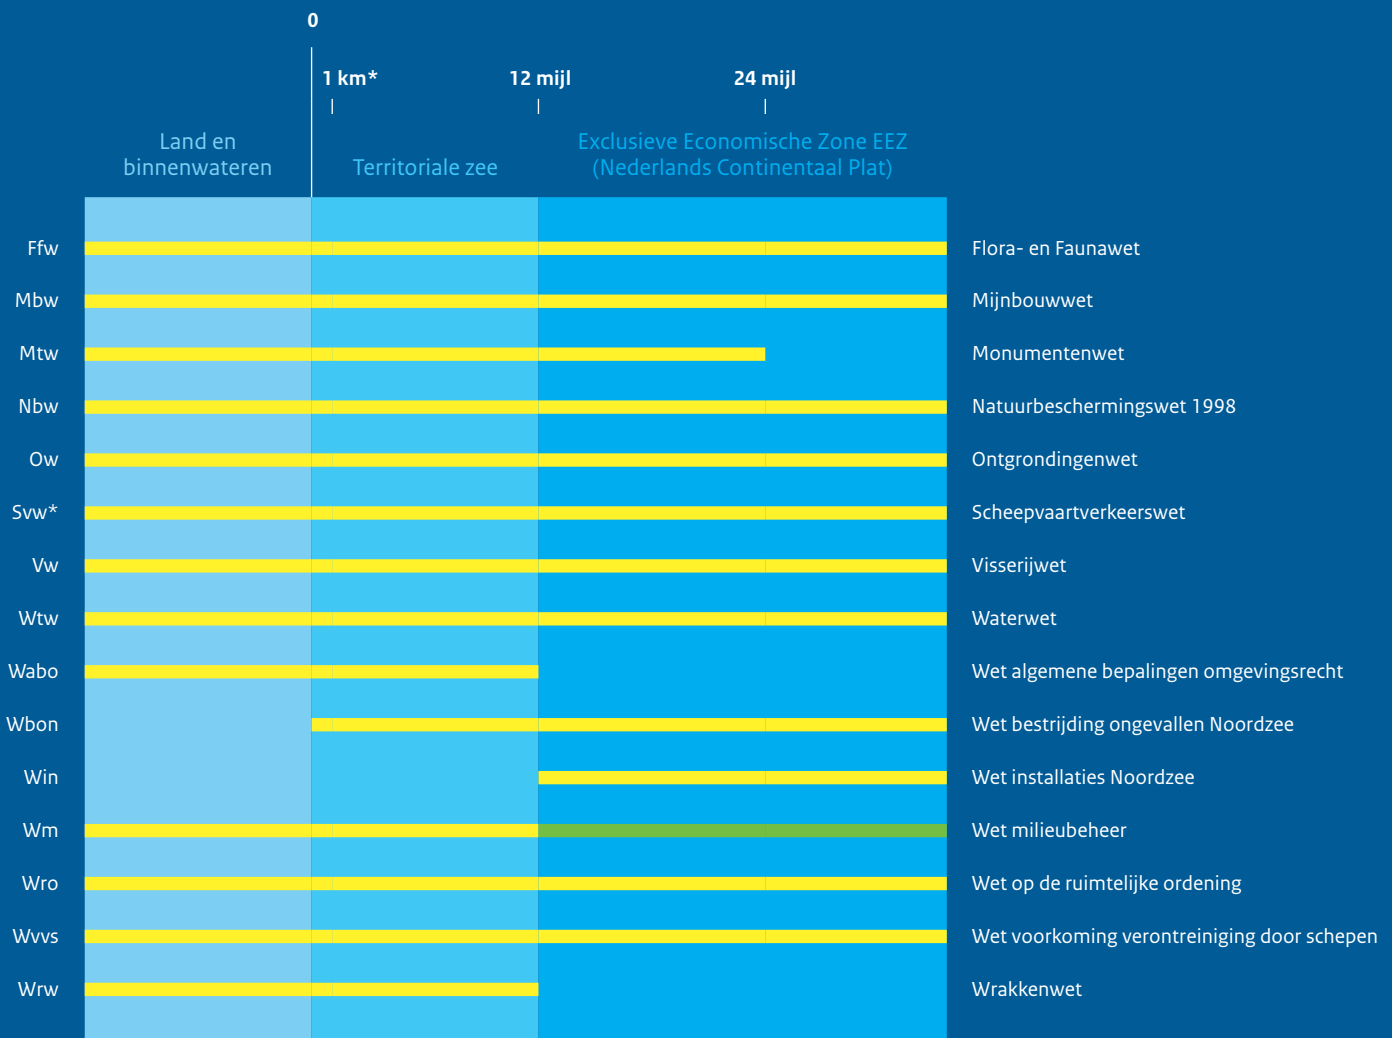 0
1 km*
12 mijl
24 mijl
Land en
binnenwateren
Territoriale zee
Exclusieve Economische Zone EEZ
(Nederlands Continentaal Plat)
Ffw Flora- en Faunawet
Mbw Mijnbouwwet
Mtw Monumentenwet
Nbw Natuurbeschermingswet 1998
Ow Ontgrondingenwet
Svw* Scheepvaartverkeerswet
Vw Visserijwet
Wtw Waterwet
Wabo Wet algemene bepalingen omgevingsrecht
Wbon Wet bestrijding ongevallen Noordzee
Win Wet installaties Noordzee
Wm Wet milieubeheer
Wro Wet op de ruimtelijke ordening
Wvvs Wet voorkoming verontreiniging door schepen
Wrw Wrakkenwet